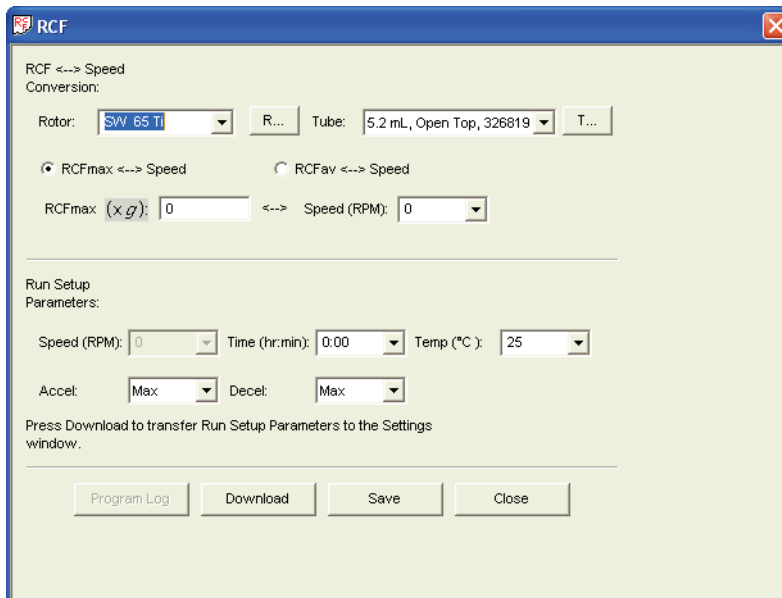 RCF
RCF <--> Speed
Conversion:
Rotor: SW 65 Ti R... Tube: 5.2 mL, Open Top, 326819 T...
RCFmax <--> Speed RCFav <--> Speed
RCFmax (x g): 0 <--> Speed (RPM): 0
Run Setup
Parameters:
Speed (RPM): 0 Time (hr:min): 0:00 Temp (°C ): 25
Accel: Max Decel: Max
Press Download to transfer Run Setup Parameters to the Settings
window.
Program Log Download Save Close